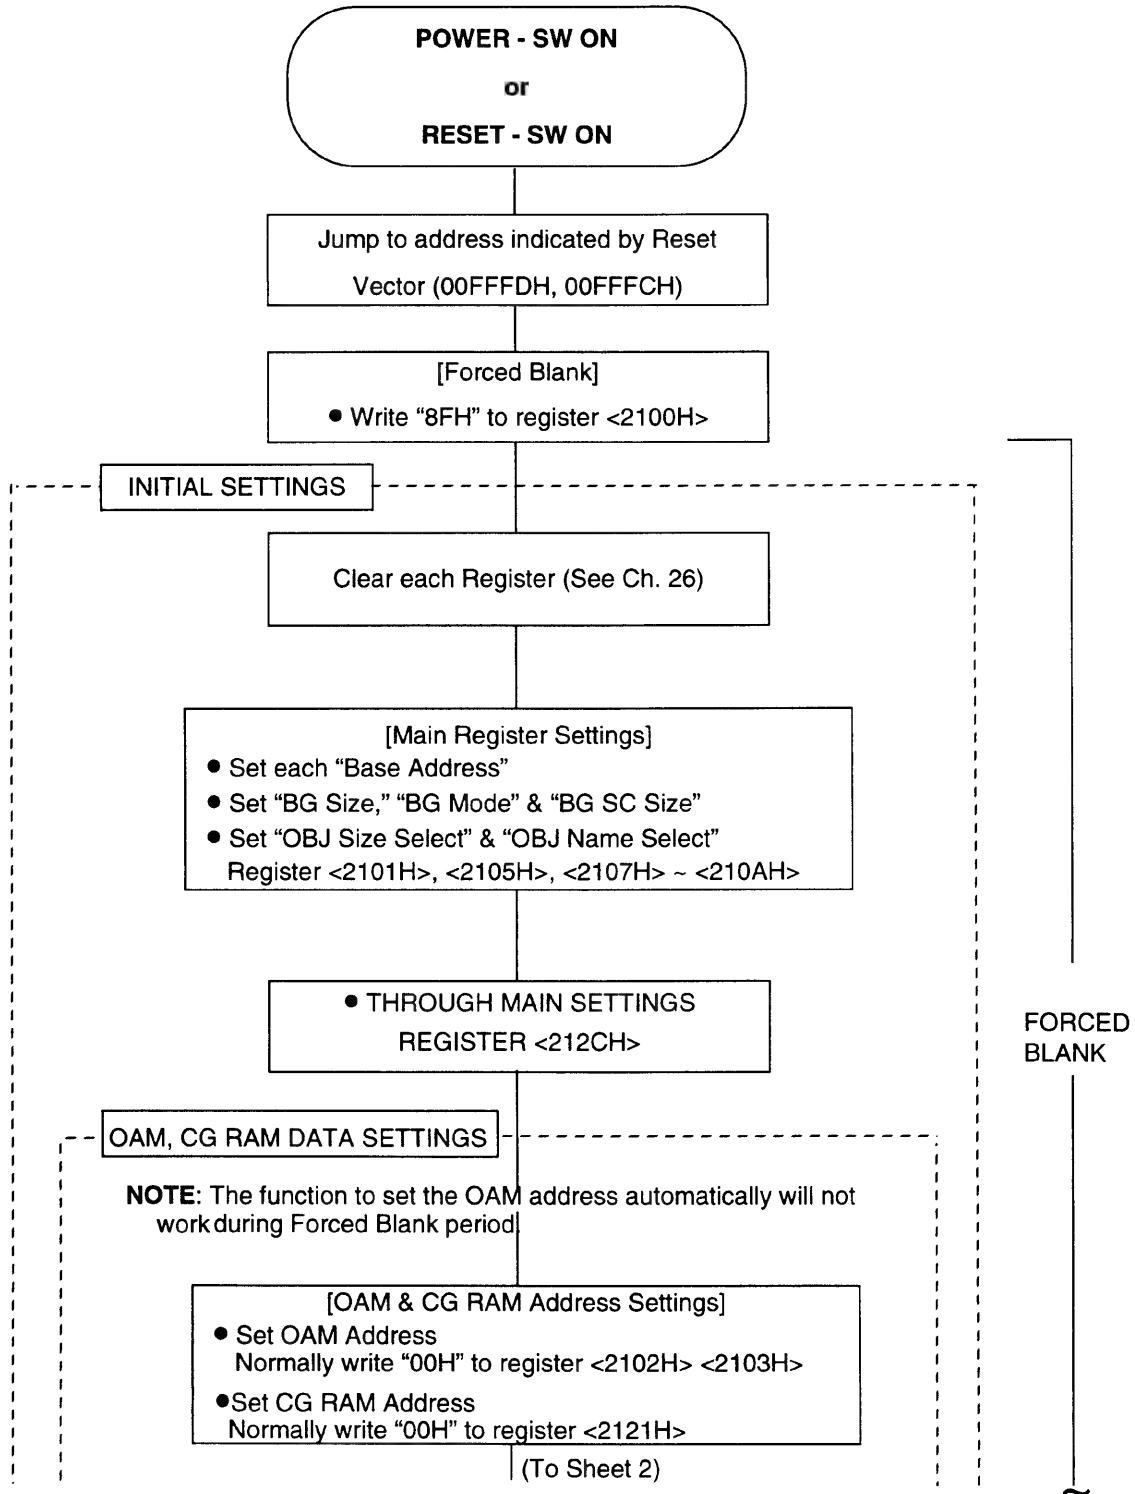 POWER - SW ON
or
RESET - SW ON
Jump to address indicated by Reset
Vector (00FFFDH, 00FFFCH)
[Forced Blank]
● Write “8FH” to register <2100H>
INITIAL SETTINGS
Clear each Register (See Ch. 26)
[Main Register Settings]
● Set each “Base Address”
● Set “BG Size,” “BG Mode” & “BG SC Size”
● Set “OBJ Size Select” & “OBJ Name Select”
Register <2101H>, <2105H>, <2107H> ~ <210AH>
● THROUGH MAIN SETTINGS
REGISTER <212CH>
FORCED
BLANK
OAM, CG RAM DATA SETTINGS
NOTE: The function to set the OAM address automatically will not
work during Forced Blank period
[OAM & CG RAM Address Settings]
● Set OAM Address
Normally write “00H” to register <2102H> <2103H>
●Set CG RAM Address
Normally write “00H” to register <2121H>
(To Sheet 2)